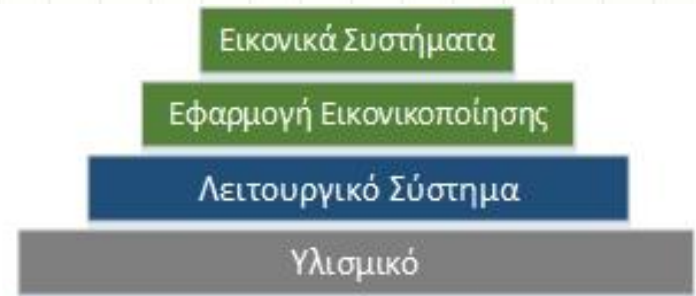 Εικονικά Συστήματα
Εφαρμογή Εικονικοποίησης
Λειτουργικό Σύστημα
Υλισμικό